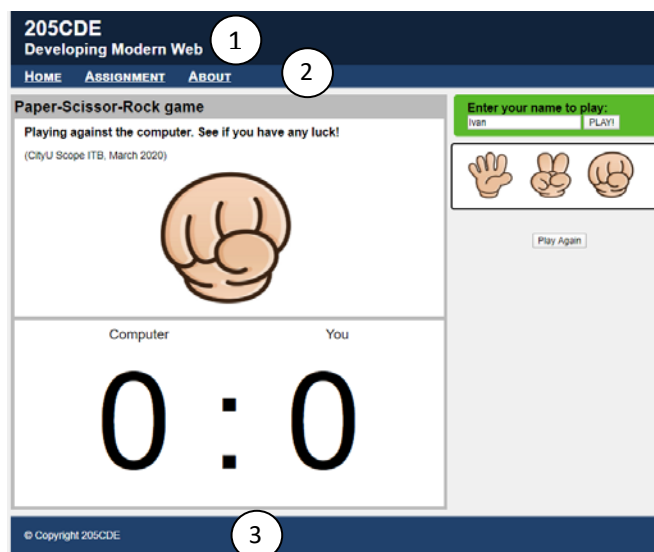 205CDE
Developing Modern Web
1
2
HOME ASSIGNMENT ABOUT
Paper-Scissor-Rock game
Playing against the computer. See if you have any luck!
(CityU Scope ITB, March 2020)
Enter your name to play:
Ivan PLAY!
Play Again
Computer You
0 : 0
© Copyright 205CDE
3